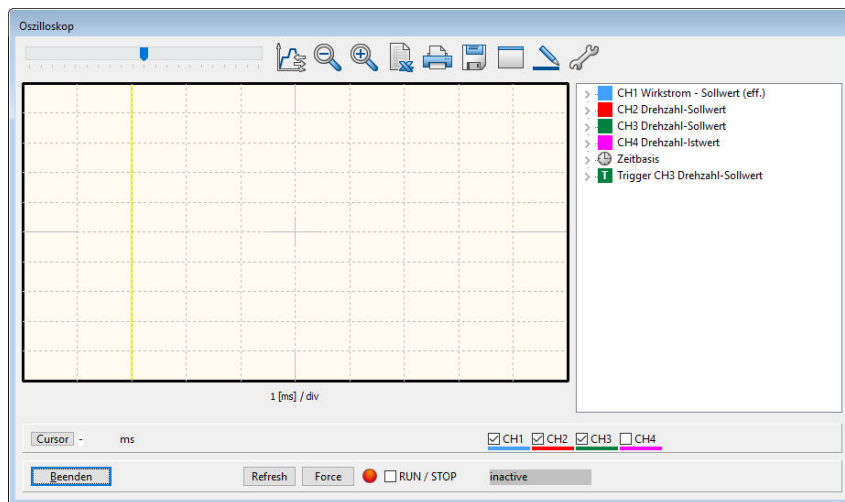 Oszilloskop
CH1 Wirkstrom - Sollwert (eff.)
CH2 Drehzahl-Sollwert
CH3 Drehzahl-Sollwert
CH4 Drehzahl-Istwert
Zeitbasis
T Trigger CH3 Drehzahl-Sollwert
1 [ms] / div
Cursor - ms CH1 CH2 CH3 CH4
Beenden Refresh Force RUN / STOP inactive